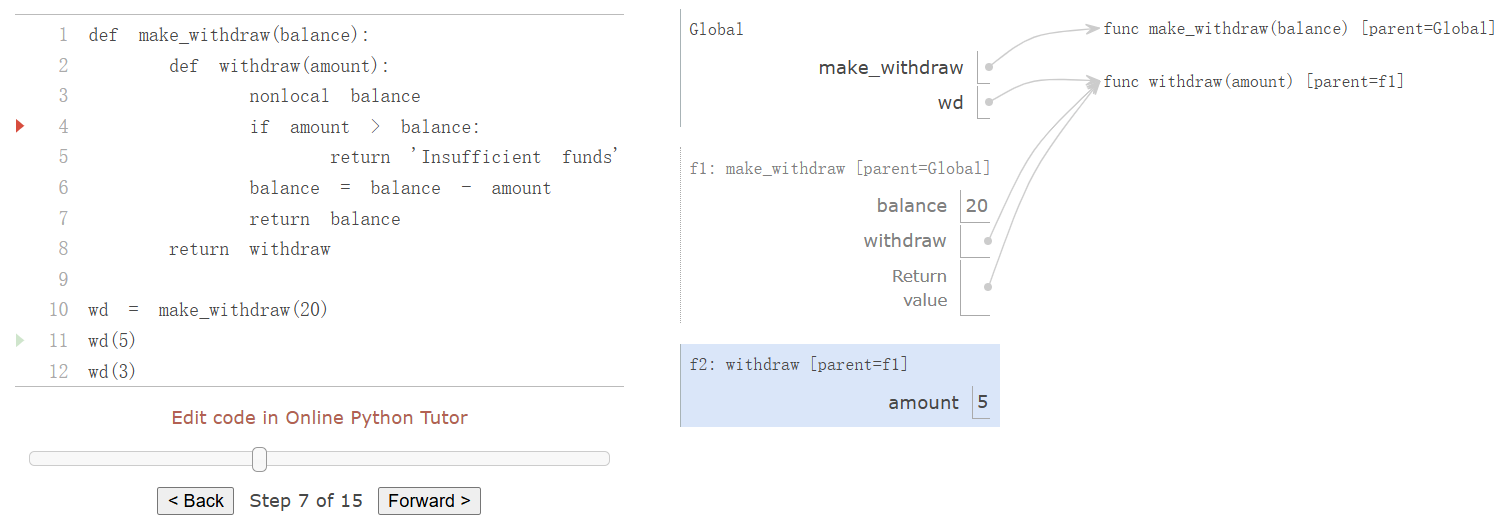 1 def make_withdraw(balance):
2 def withdraw(amount):
3 nonlocal balance
4 if amount > balance:
5 return 'Insufficient funds'
6 balance = balance - amount
7 return balance
8 return withdraw
9
10 wd = make_withdraw(20)
11 wd(5)
12 wd(3)
Edit code in Online Python Tutor
< Back Step 7 of 15 Forward >
Global
make_withdraw
wd
func make_withdraw(balance) [parent=Global]
func withdraw(amount) [parent=f1]
f1: make_withdraw [parent=Global]
balance 20
withdraw
Return
value
f2: withdraw [parent=f1]
amount 5